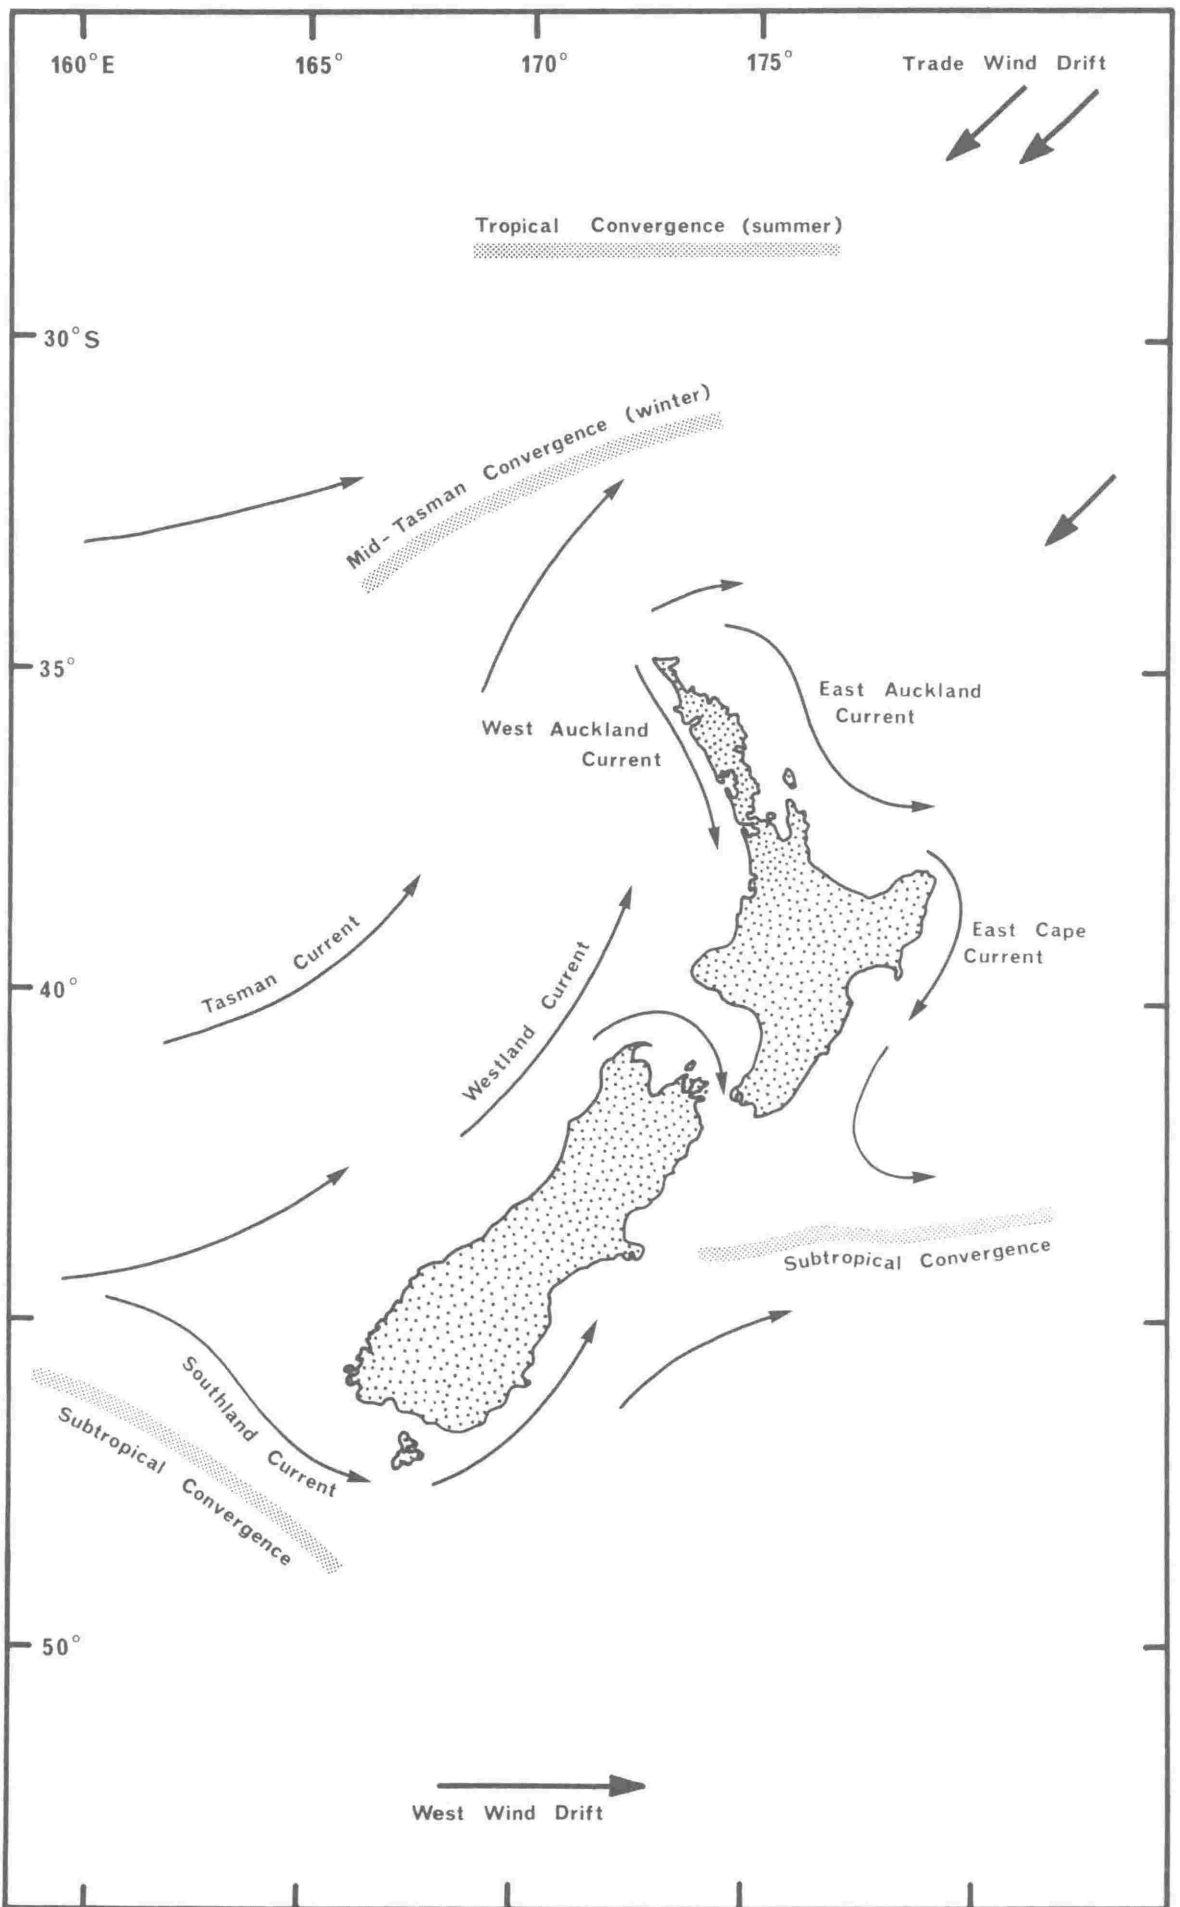 160°E 165° 170° 175° Trade Wind Drift
Tropical Convergence (summer)
30°S
Mid-Tasman Convergence (winter)
35°
East Auckland
Current
West Auckland
Current
East Cape
Current
Tasman Current
40°
Westland Current
Subtropical Convergence
Southland Current
Subtropical Convergence
50°
West Wind Drift